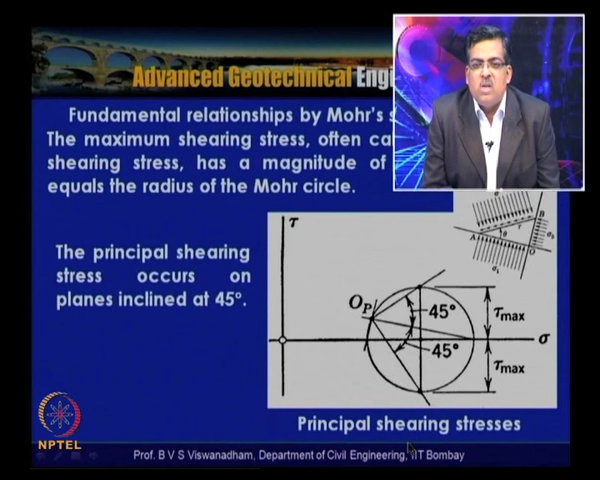 Advanced Geotechnical Engi
Fundamental relationships by Mohr's s
The maximum shearing stress, often ca
shearing stress, has a magnitude of
equals the radius of the Mohr circle.
The principal shearing
stress occurs on
planes inclined at 45°.
τ
A B O θ τ
O_P
45°
45°
τmax
τmax
σ
Principal shearing stresses
NPTEL
Prof. B V S Viswanadham, Department of Civil Engineering, IIT Bombay